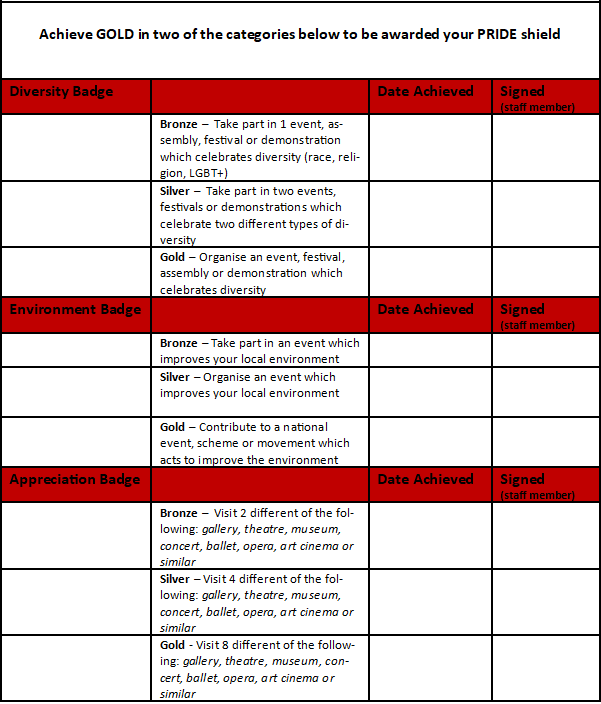 Achieve GOLD in two of the categories below to be awarded your PRIDE shield
Diversity Badge Date Achieved Signed
(staff member)
Bronze – Take part in 1 event, as-
sembly, festival or demonstration
which celebrates diversity (race, reli-
gion, LGBT+)
Silver – Take part in two events,
festivals or demonstrations which
celebrate two different types of di-
versity
Gold – Organise an event, festival,
assembly or demonstration which
celebrates diversity
Environment Badge Date Achieved Signed
(staff member)
Bronze – Take part in an event which
improves your local environment
Silver – Organise an event which
improves your local environment
Gold – Contribute to a national
event, scheme or movement which
acts to improve the environment
Appreciation Badge Date Achieved Signed
(staff member)
Bronze – Visit 2 different of the fol-
lowing: gallery, theatre, museum,
concert, ballet, opera, art cinema or
similar
Silver – Visit 4 different of the fol-
lowing: gallery, theatre, museum,
concert, ballet, opera, art cinema or
similar
Gold - Visit 8 different of the follow-
ing: gallery, theatre, museum, con-
cert, ballet, opera, art cinema or
similar